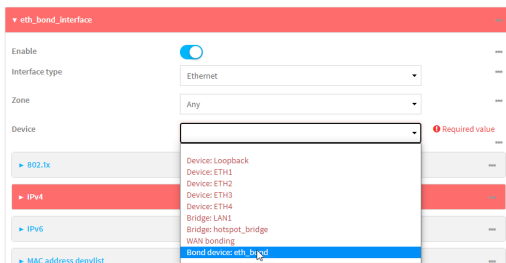 ▾ eth_bond_interface
Enable
Interface type
Ethernet
Zone
Any
Device
Required value
Device: Loopback
Device: ETH1
Device: ETH2
Device: ETH3
Device: ETH4
Bridge: LAN1
Bridge: hotspot_bridge
WAN bonding
Bond device: eth_bond
▸ 802.1x
▸ IPv4
▸ IPv6
▸ MAC address denylist